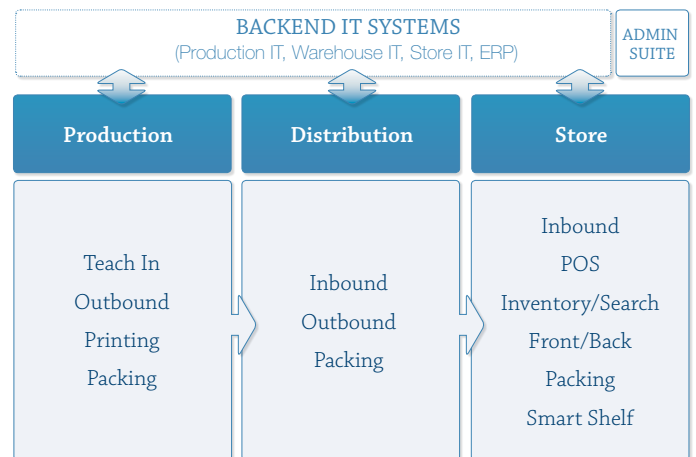 BACKEND IT SYSTEMS
(Production IT, Warehouse IT, Store IT, ERP)
ADMIN
SUITE
Production
Teach In
Outbound
Printing
Packing
Distribution
Inbound
Outbound
Packing
Store
Inbound
POS
Inventory/Search
Front/Back
Packing
Smart Shelf